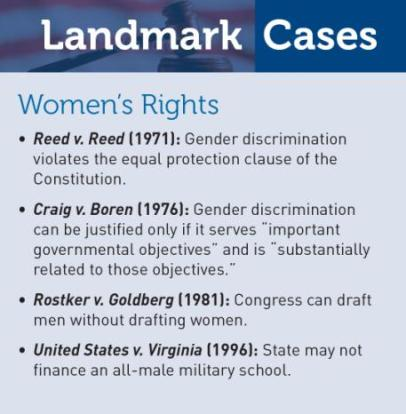 Landmark Cases
Women's Rights
• Reed v. Reed (1971): Gender discrimination
violates the equal protection clause of the
Constitution.
• Craig v. Boren (1976): Gender discrimination
can be justified only if it serves "important
governmental objectives" and is "substantially
related to those objectives."
• Rostker v. Goldberg (1981): Congress can draft
men without drafting women.
• United States v. Virginia (1996): State may not
finance an all-male military school.